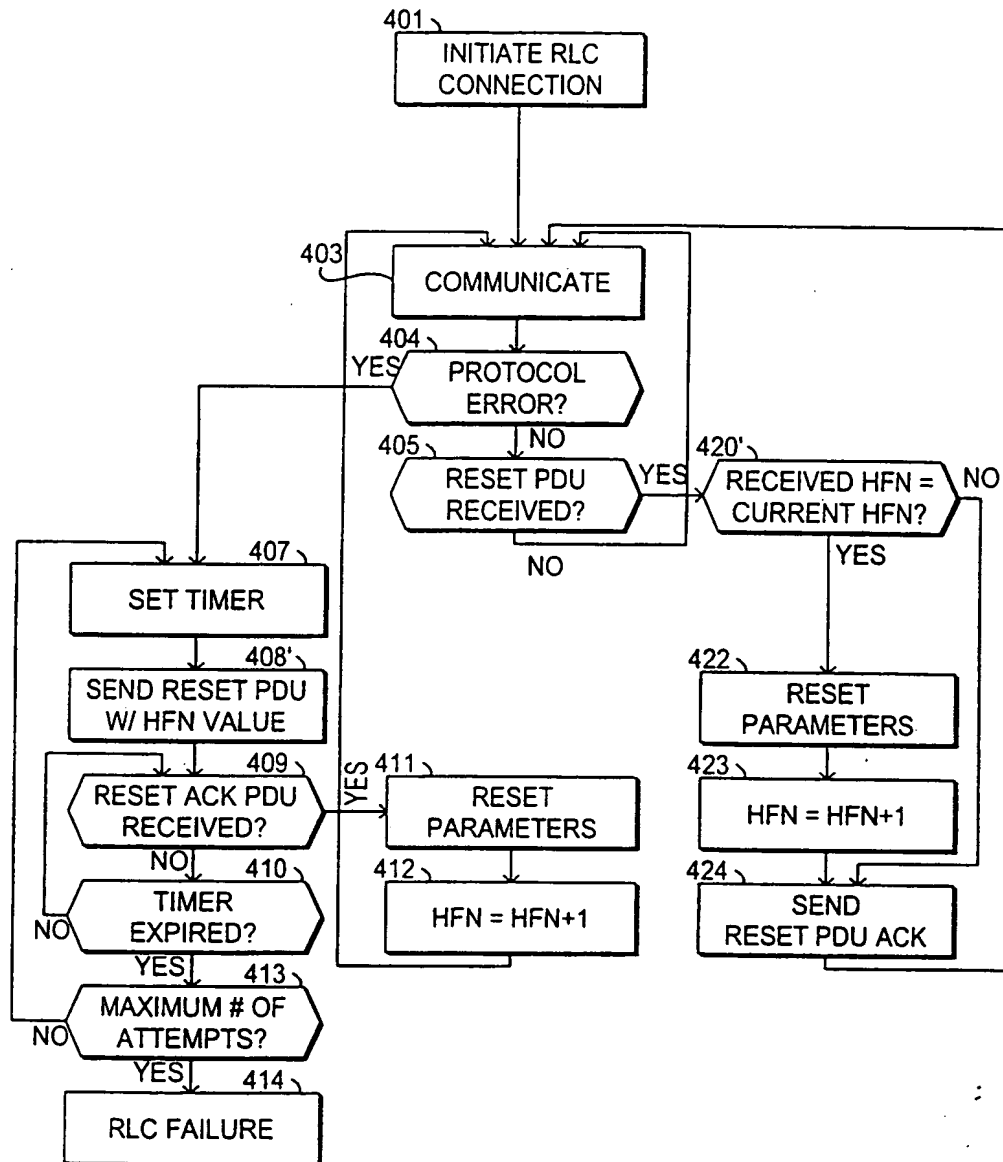 401
INITIATE RLC
CONNECTION
403
COMMUNICATE
404
YES
PROTOCOL
ERROR?
NO
405
RESET PDU
RECEIVED?
YES
NO
420'
RECEIVED HFN =
CURRENT HFN?
NO
YES
407
SET TIMER
408'
SEND RESET PDU
W/ HFN VALUE
409
RESET ACK PDU
RECEIVED?
YES
NO
411
RESET
PARAMETERS
410
TIMER
EXPIRED?
NO
YES
412
HFN = HFN+1
413
MAXIMUM # OF
ATTEMPTS?
NO
YES
414
RLC FAILURE
422
RESET
PARAMETERS
423
HFN = HFN+1
424
SEND
RESET PDU ACK